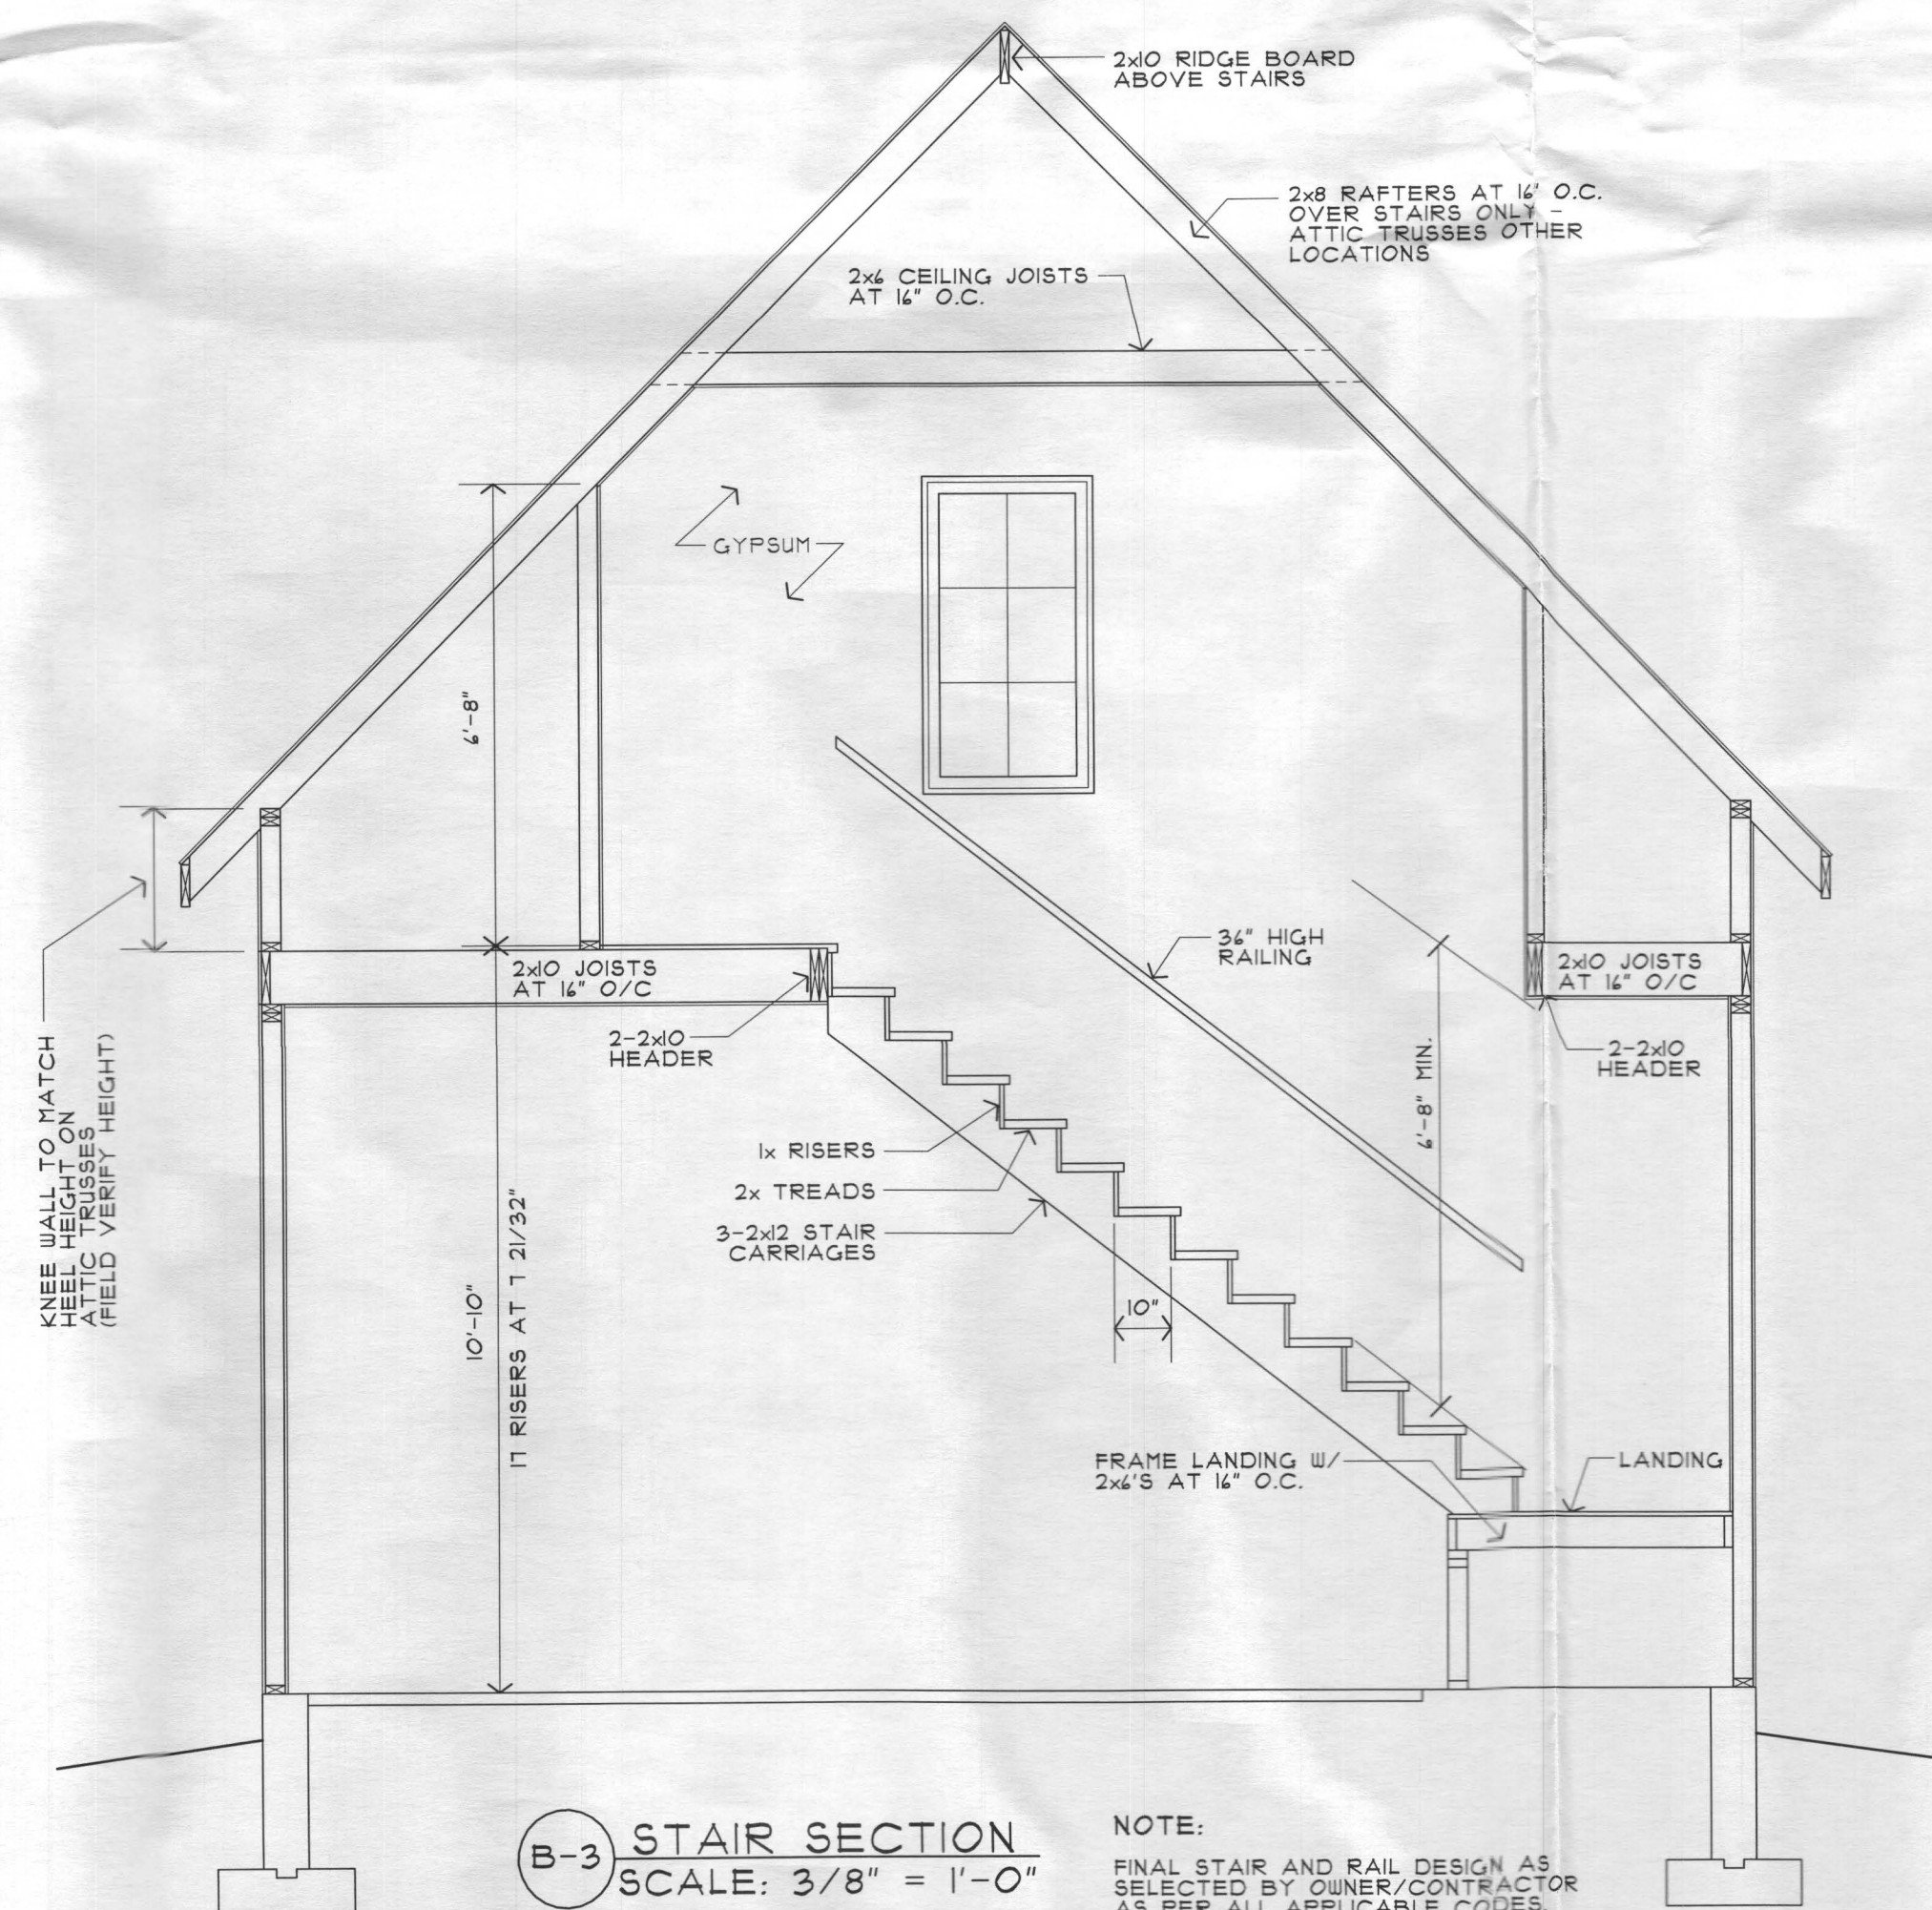 2x10 RIDGE BOARD
ABOVE STAIRS
2x8 RAFTERS AT 16" O.C.
OVER STAIRS ONLY -
ATTIC TRUSSES OTHER
LOCATIONS
2x6 CEILING JOISTS
AT 16" O.C.
GYPSUM
6'-8"
36" HIGH
RAILING
2x10 JOISTS
AT 16" O/C
2x10 JOISTS
AT 16" O/C
2-2x10
HEADER
2-2x10
HEADER
6'-8" MIN.
KNEE WALL TO MATCH
HEEL HEIGHT ON
ATTIC TRUSSES
(FIELD VERIFY HEIGHT)
1x RISERS
2x TREADS
3-2x12 STAIR
CARRIAGES
10'-10"
17 RISERS AT 7 21/32"
10"
FRAME LANDING W/
2x6'S AT 16" O.C.
LANDING
B-3
STAIR SECTION
SCALE: 3/8" = 1'-0"
NOTE:
FINAL STAIR AND RAIL DESIGN AS
SELECTED BY OWNER/CONTRACTOR
AS PER ALL APPLICABLE CODES.